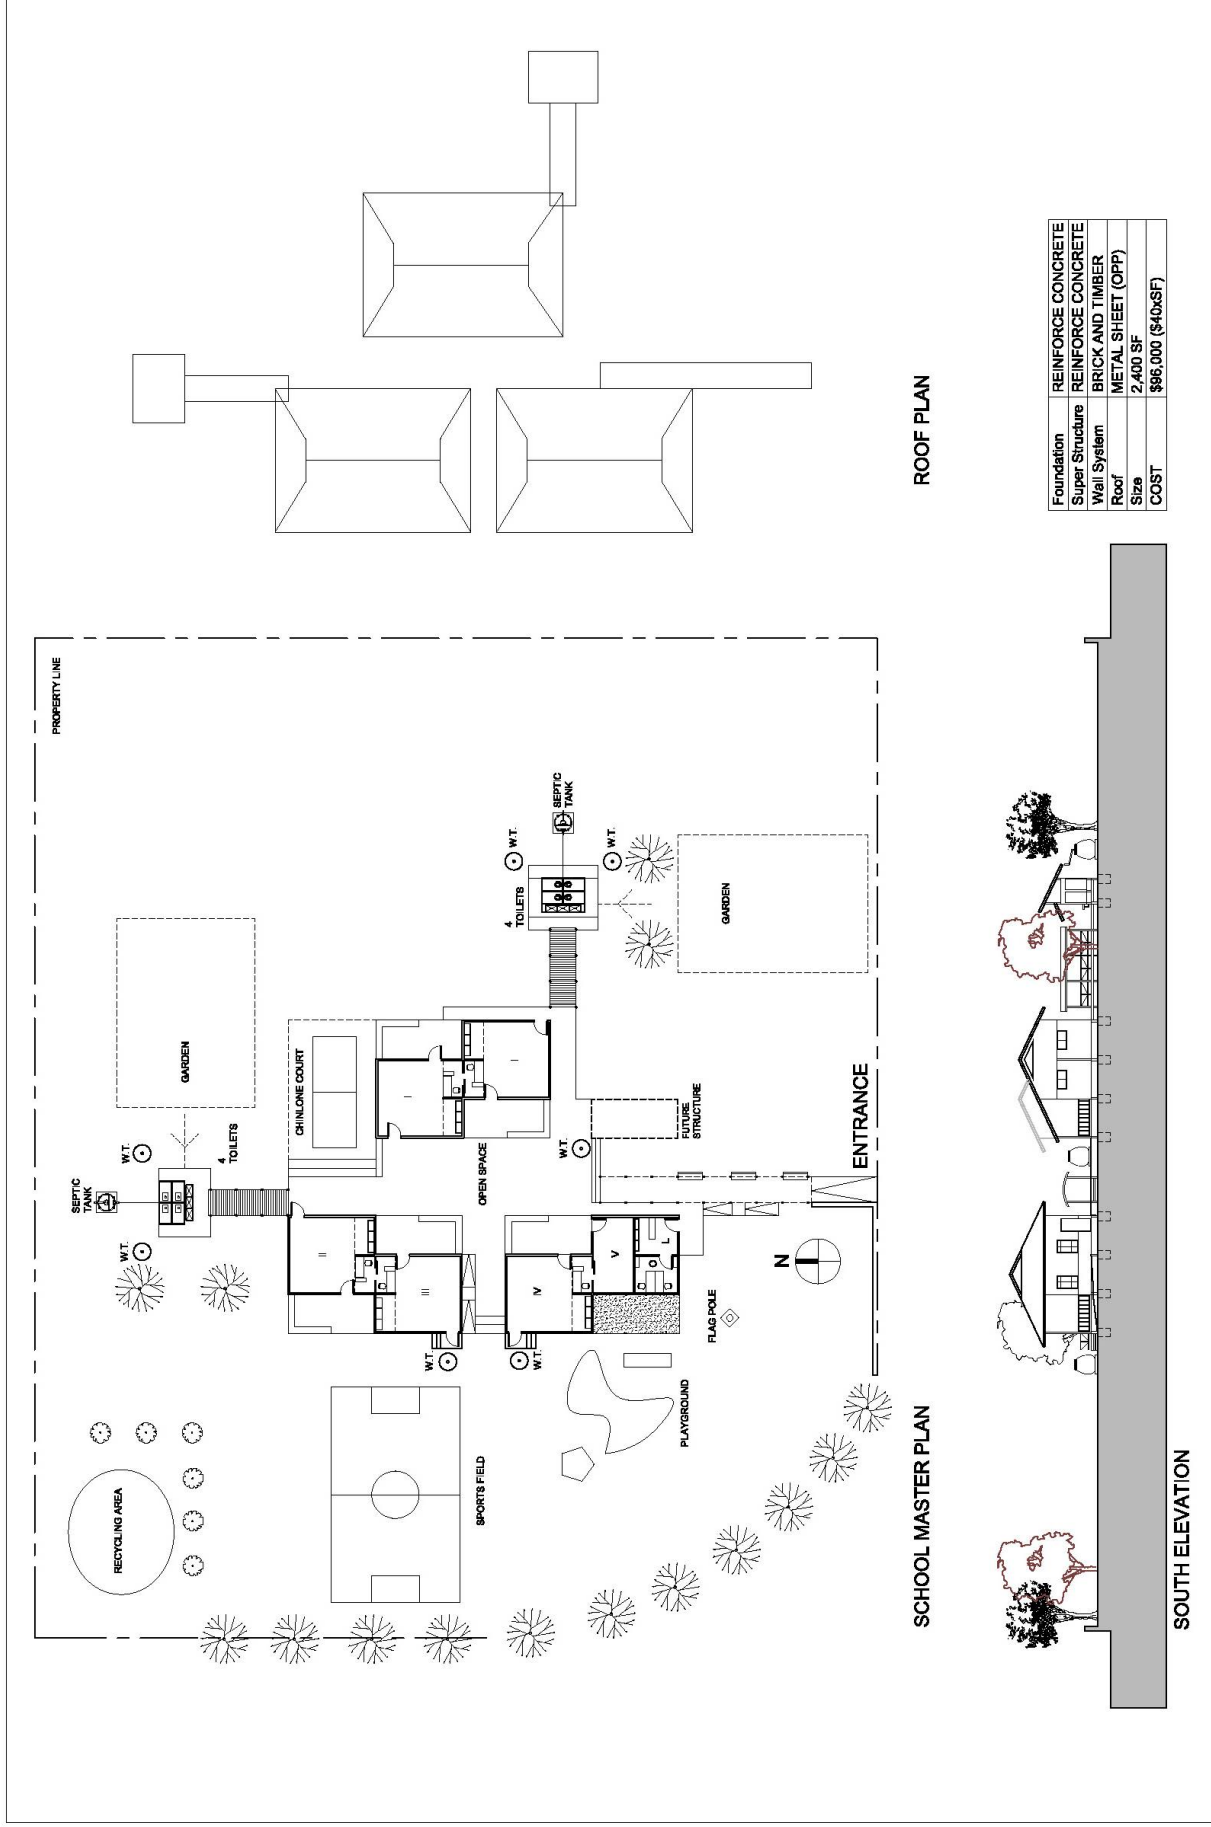 PROPERTY LINE
SEPTIC
TANK
RECYCLING AREA
W.T.
W.T.
GARDEN
4
TOILETS
CHINLONE COURT
II
I
III
W.T.
SPORTS FIELD
OPEN SPACE
4
TOILETS
W.T.
I
W.T.
IV
SEPTIC
TANK
W.T.
W.T.
V
O
L
FUTURE
STRUCTURE
PLAYGROUND
FLAG POLE
GARDEN
N
ENTRANCE
SCHOOL MASTER PLAN
ROOF PLAN
Foundation REINFORCE CONCRETE
Super Structure REINFORCE CONCRETE
Wall System BRICK AND TIMBER
Roof METAL SHEET (OPP)
Size 2,400 SF
COST $96,000 ($40xSF)
SOUTH ELEVATION